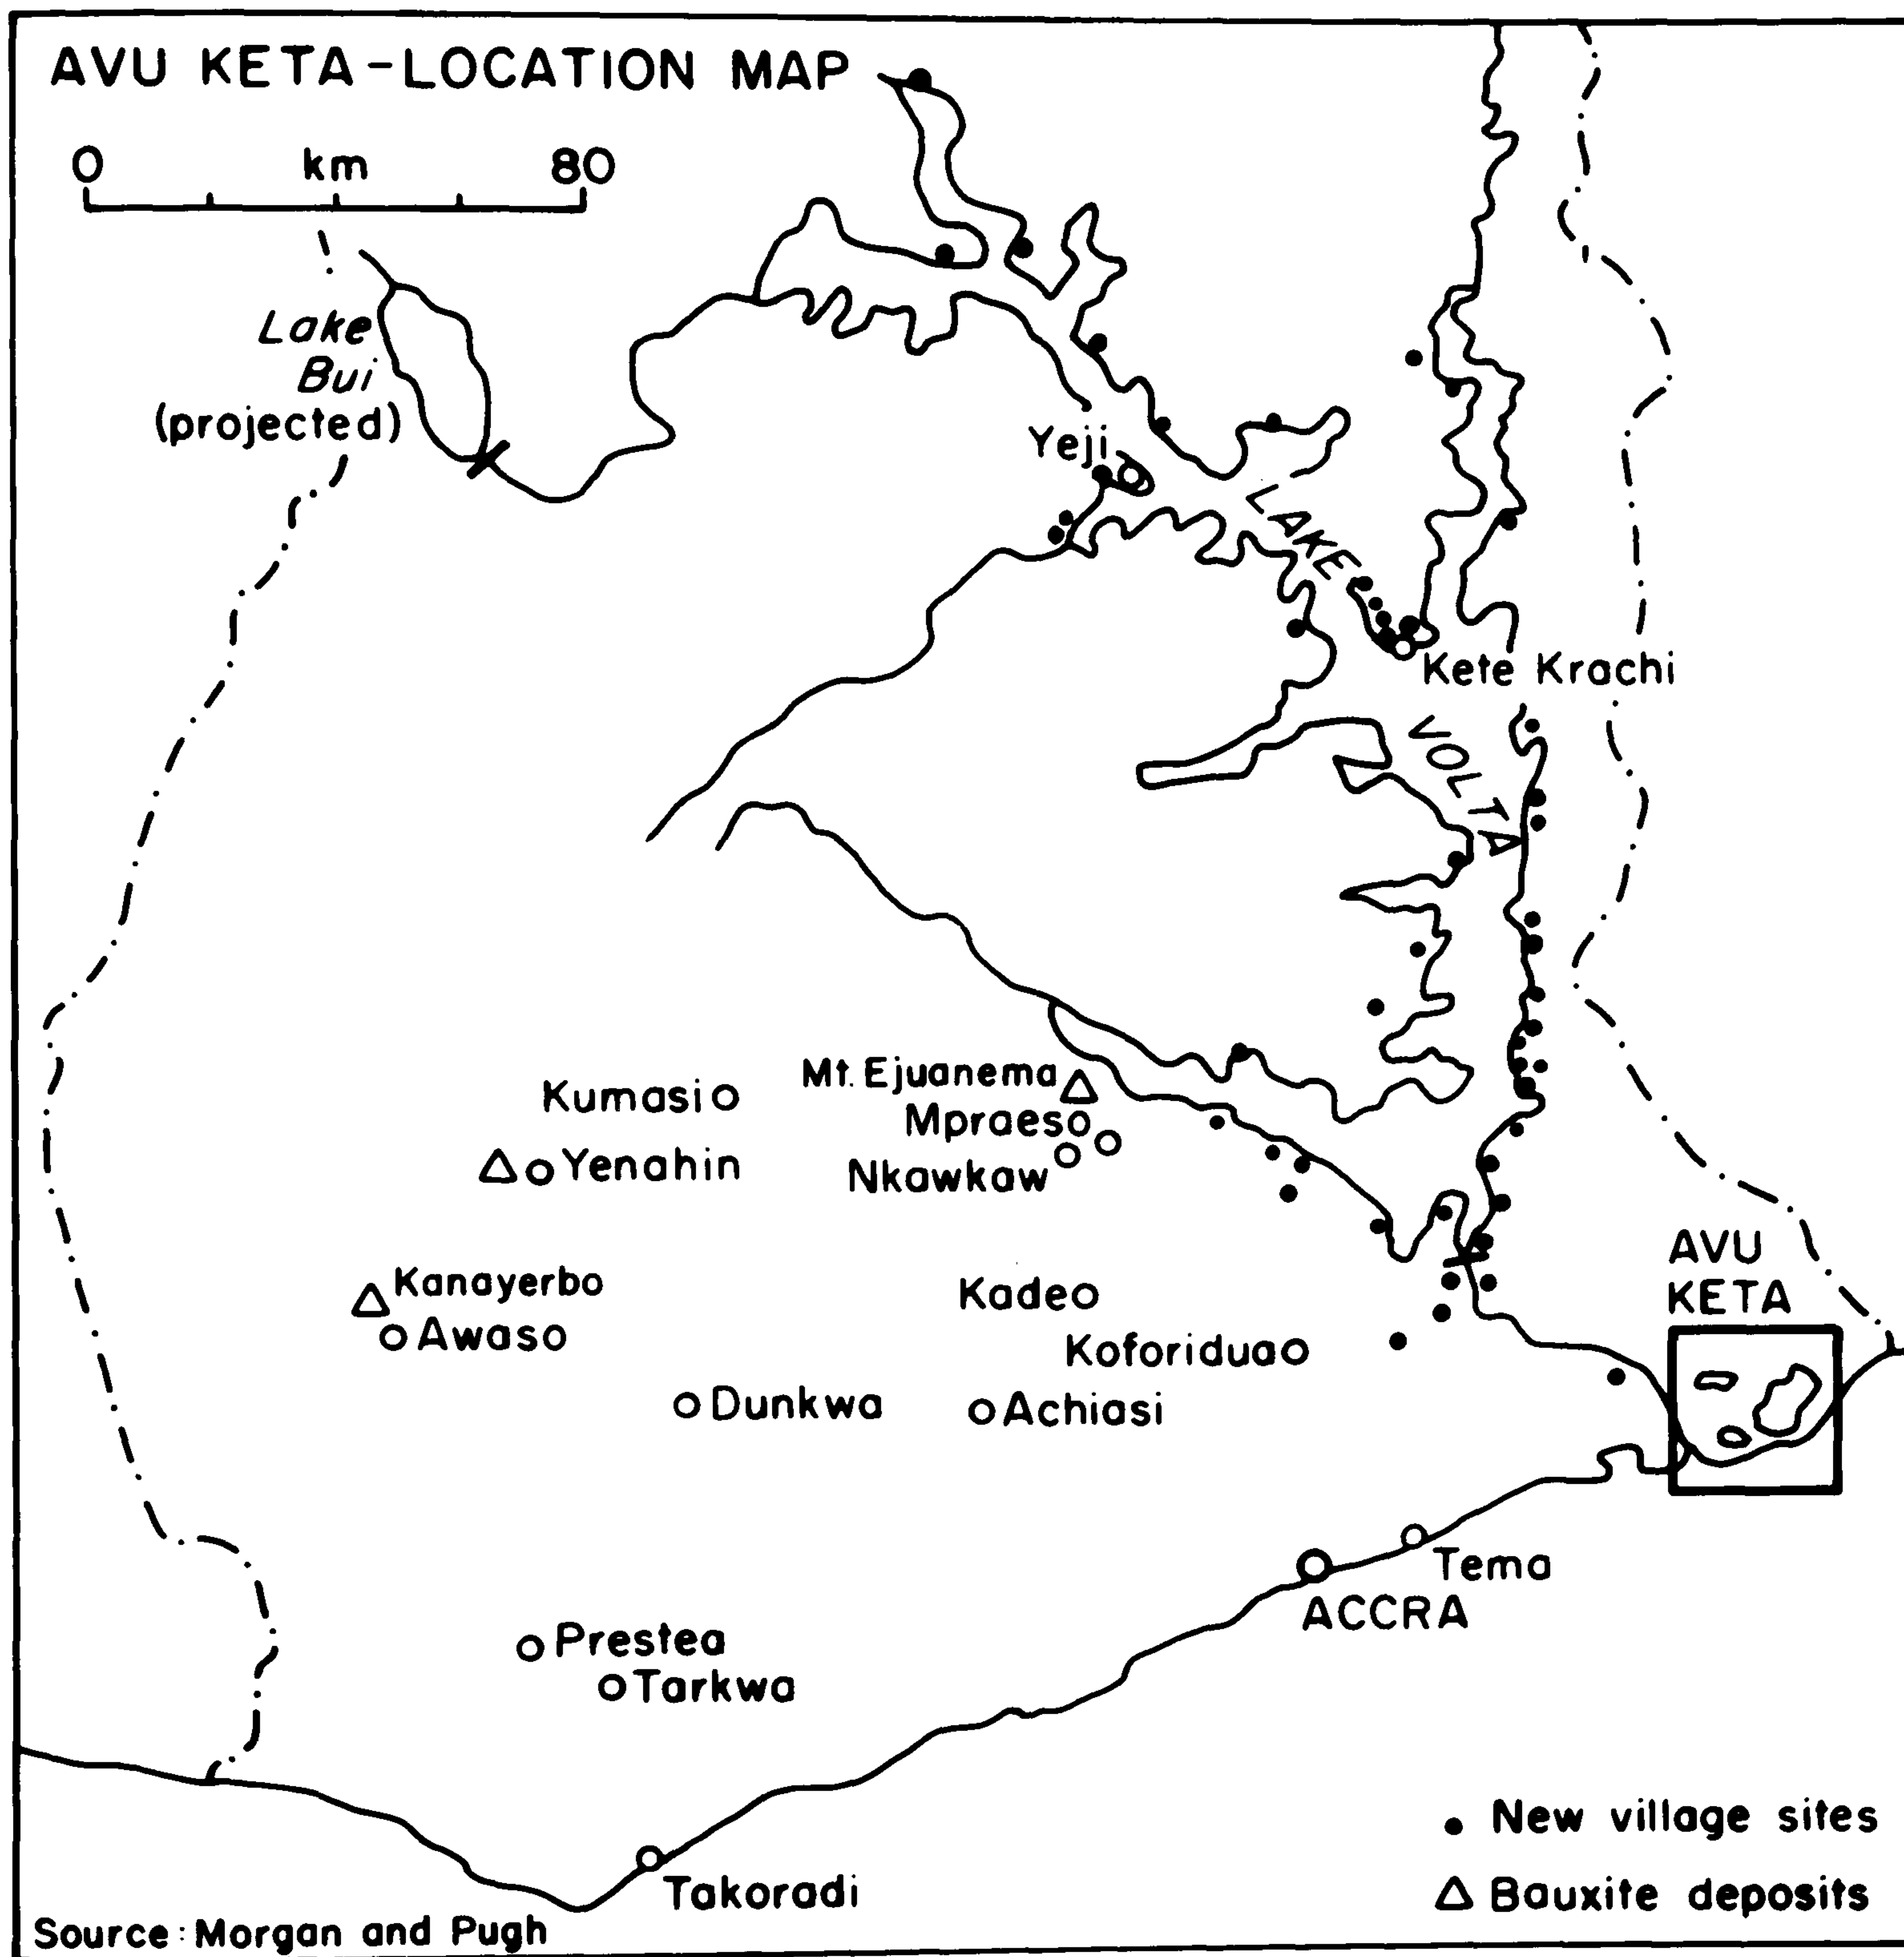 AVU KETA-LOCATION MAP
0 km 80
Lake
Bui
(projected)
Yeji
LAKE
Kete Krachi
VOLTA
Mt. Ejuanema
Kumasi
Mpraeso
Yenahin
Nkawkaw
AVU
KETA
Kanayerbo
Kade
Awaso
Koforidua
Dunkwa
Achiasi
Tema
ACCRA
Prestea
Tarkwa
New village sites
Takoradi
Bauxite deposits
Source: Morgan and Pugh